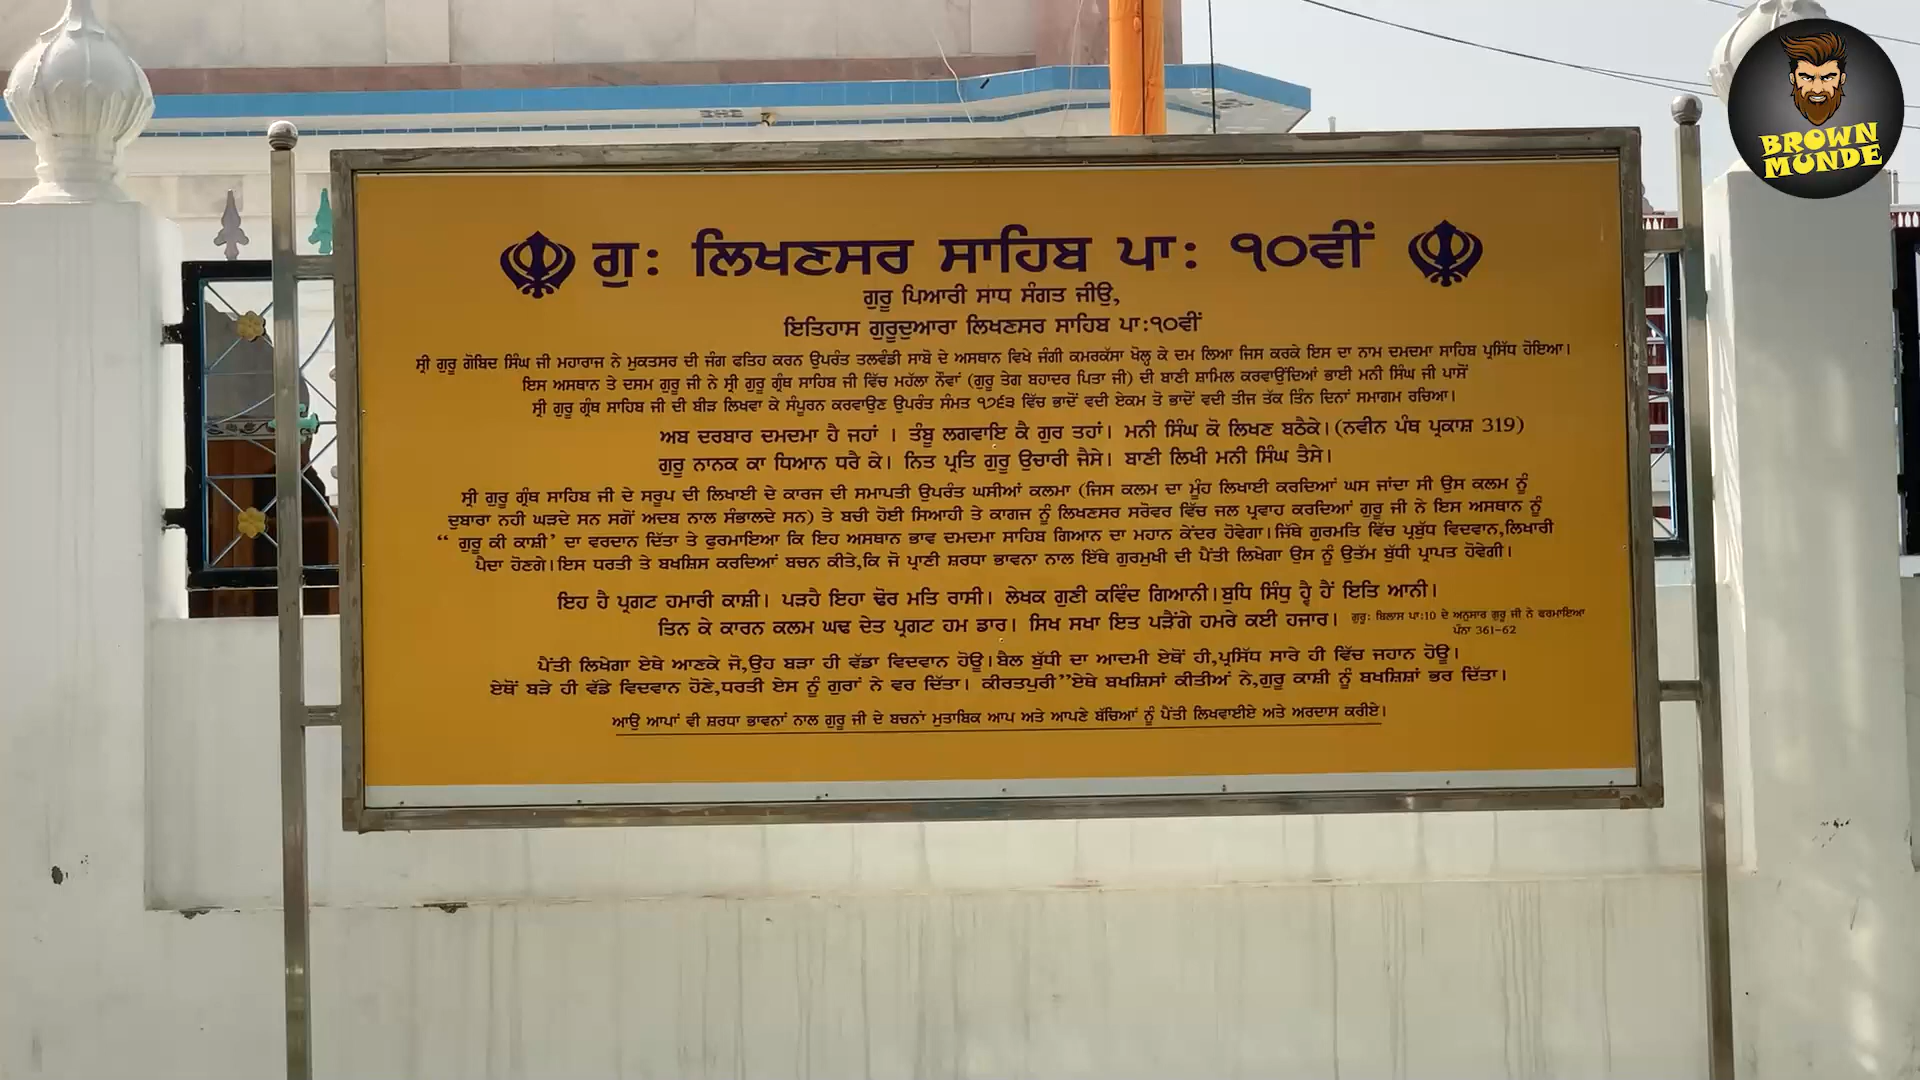 ਗੁ: ਲਿਖਣਸਰ ਸਾਹਿਬ ਪਾ: ੧੦ਵੀਂ
ਗੁਰੂ ਪਿਆਰੀ ਸਾਧ ਸੰਗਤ ਜੀਉ,
ਇਤਿਹਾਸ ਗੁਰੂਦੁਆਰਾ ਲਿਖਣਸਰ ਸਾਹਿਬ ਪਾ:੧੦ਵੀਂ
ਸ੍ਰੀ ਗੁਰੂ ਗੋਬਿਦ ਸਿੰਘ ਜੀ ਮਹਾਰਾਜ ਨੇ ਮੁਕਤਸਰ ਦੀ ਜੰਗ ਫਤਿਹ ਕਰਨ ਉਪਰੰਤ ਤਲਵੰਡੀ ਸਾਬੋ ਦੇ ਅਸਥਾਨ ਵਿਖੇ ਜੰਗੀ ਕਮਰਕੱਸਾ ਖੋਲ੍ਹ ਕੇ ਦਮ ਲਿਆ ਜਿਸ ਕਰਕੇ ਇਸ ਦਾ ਨਾਮ ਦਮਦਮਾ ਸਾਹਿਬ ਪ੍ਰਸਿੱਧ ਹੋਇਆ।
ਇਸ ਅਸਥਾਨ ਤੇ ਦਸਮ ਗੁਰੂ ਜੀ ਨੇ ਸ੍ਰੀ ਗੁਰੂ ਗ੍ਰੰਥ ਸਾਹਿਬ ਜੀ ਵਿੱਚ ਮਹੱਲਾ ਨੌਵਾਂ (ਗੁਰੂ ਤੇਗ ਬਹਾਦਰ ਪਿਤਾ ਜੀ) ਦੀ ਬਾਣੀ ਸ਼ਾਮਿਲ ਕਰਵਾਉਂਦਿਆਂ ਭਾਈ ਮਨੀ ਸਿੰਘ ਜੀ ਪਾਸੋਂ
ਸ੍ਰੀ ਗੁਰੂ ਗ੍ਰੰਥ ਸਾਹਿਬ ਜੀ ਦੀ ਬੀੜ ਲਿਖਵਾ ਕੇ ਸੰਪੂਰਨ ਕਰਵਾਉਣ ਉਪਰੰਤ ਸੰਮਤ ੧੭੬੩ ਵਿੱਚ ਭਾਦੋਂ ਵਦੀ ਏਕਮ ਤੋ ਭਾਦੋਂ ਵਦੀ ਤੀਜ ਤੱਕ ਤਿੰਨ ਦਿਨਾਂ ਸਮਾਗਮ ਰਚਿਆ।
ਅਬ ਦਰਬਾਰ ਦਮਦਮਾ ਹੈ ਜਹਾਂ । ਤੰਬੂ ਲਗਵਾਇ ਕੈ ਗੁਰ ਤਹਾਂ। ਮਨੀ ਸਿੰਘ ਕੋ ਲਿਖਣ ਬਠੈਕੇ।(ਨਵੀਨ ਪੰਥ ਪ੍ਰਕਾਸ਼ 319)
ਗੁਰੂ ਨਾਨਕ ਕਾ ਧਿਆਨ ਧਰੈ ਕੇ। ਨਿਤ ਪ੍ਰਤਿ ਗੁਰੂ ਉਚਾਰੀ ਜੈਸੇ। ਬਾਣੀ ਲਿਖੀ ਮਨੀ ਸਿੰਘ ਤੈਸੇ।
ਸ੍ਰੀ ਗੁਰੂ ਗ੍ਰੰਥ ਸਾਹਿਬ ਜੀ ਦੇ ਸਰੂਪ ਦੀ ਲਿਖਾਈ ਦੇ ਕਾਰਜ ਦੀ ਸਮਾਪਤੀ ਉਪਰੰਤ ਘਸੀਆਂ ਕਲਮਾ (ਜਿਸ ਕਲਮ ਦਾ ਮੂੰਹ ਲਿਖਾਈ ਕਰਦਿਆਂ ਘਸ ਜਾਂਦਾ ਸੀ ਉਸ ਕਲਮ ਨੂੰ
ਦੁਬਾਰਾ ਨਹੀ ਘੜਦੇ ਸਨ ਸਗੋਂ ਅਦਬ ਨਾਲ ਸੰਭਾਲਦੇ ਸਨ) ਤੇ ਬਚੀ ਹੋਈ ਸਿਆਹੀ ਤੇ ਕਾਗਜ ਨੂੰ ਲਿਖਣਸਰ ਸਰੋਵਰ ਵਿੱਚ ਜਲ ਪ੍ਰਵਾਹ ਕਰਦਿਆਂ ਗੁਰੂ ਜੀ ਨੇ ਇਸ ਅਸਥਾਨ ਨੂੰ
“ ਗੁਰੂ ਕੀ ਕਾਸ਼ੀ’ ਦਾ ਵਰਦਾਨ ਦਿੱਤਾ ਤੇ ਫੁਰਮਾਇਆ ਕਿ ਇਹ ਅਸਥਾਨ ਭਾਵ ਦਮਦਮਾ ਸਾਹਿਬ ਗਿਆਨ ਦਾ ਮਹਾਨ ਕੇਂਦਰ ਹੋਵੇਗਾ।ਜਿੱਥੇ ਗੁਰਮਤਿ ਵਿੱਚ ਪ੍ਰਬੁੱਧ ਵਿਦਵਾਨ,ਲਿਖਾਰੀ
ਪੈਦਾ ਹੋਣਗੇ।ਇਸ ਧਰਤੀ ਤੇ ਬਖਸ਼ਿਸ ਕਰਦਿਆਂ ਬਚਨ ਕੀਤੇ,ਕਿ ਜੋ ਪ੍ਰਾਣੀ ਸ਼ਰਧਾ ਭਾਵਨਾ ਨਾਲ ਇੱਥੇ ਗੁਰਮੁਖੀ ਦੀ ਪੈਂਤੀ ਲਿਖੇਗਾ ਉਸ ਨੂੰ ਉਤੱਮ ਬੁੱਧੀ ਪ੍ਰਾਪਤ ਹੋਵੇਗੀ।
ਇਹ ਹੈ ਪ੍ਰਗਟ ਹਮਾਰੀ ਕਾਸ਼ੀ। ਪੜਹੈ ਇਹਾ ਢੋਰ ਮਤਿ ਰਾਸੀ। ਲੇਖਕ ਗੁਣੀ ਕਵਿੰਦ ਗਿਆਨੀ।ਬੁਧਿ ਸਿੰਧੁ ਹ੍ਵੈ ਹੈਂ ਇਤਿ ਆਨੀ।
ਤਿਨ ਕੇ ਕਾਰਨ ਕਲਮ ਘਢ ਦੇਤ ਪ੍ਰਗਟ ਹਮ ਡਾਰ। ਸਿਖ ਸਖਾ ਇਤ ਪੜੈਂਗੇ ਹਮਰੇ ਕਈ ਹਜਾਰ। ਗੁਰੂ: ਬਿਲਾਸ ਪਾ:10 ਦੇ ਅਨੁਸਾਰ ਗੁਰੂ ਜੀ ਨੇ ਫਰਮਾਇਆ
ਪੰਨਾ 361-62
ਪੈਂਤੀ ਲਿਖੇਗਾ ਏਥੇ ਆਣਕੇ ਜੋ,ਉਹ ਬੜਾ ਹੀ ਵੱਡਾ ਵਿਦਵਾਨ ਹੋਊ।ਬੈਲ ਬੁੱਧੀ ਦਾ ਆਦਮੀ ਏਥੋਂ ਹੀ,ਪ੍ਰਸਿੱਧ ਸਾਰੇ ਹੀ ਵਿੱਚ ਜਹਾਨ ਹੋਊ।
ਏਥੋਂ ਬੜੇ ਹੀ ਵੱਡੇ ਵਿਦਵਾਨ ਹੋਣੇ,ਧਰਤੀ ਏਸ ਨੂੰ ਗੁਰਾਂ ਨੇ ਵਰ ਦਿੱਤਾ। ਕੀਰਤਪੁਰੀ”ਏਥੇ ਬਖਸ਼ਿਸਾਂ ਕੀਤੀਆਂ ਨੇ,ਗੁਰੂ ਕਾਸ਼ੀ ਨੂੰ ਬਖਸ਼ਿਸ਼ਾਂ ਭਰ ਦਿੱਤਾ।
ਆਉ ਆਪਾਂ ਵੀ ਸ਼ਰਧਾ ਭਾਵਨਾਂ ਨਾਲ ਗੁਰੂ ਜੀ ਦੇ ਬਚਨਾਂ ਮੁਤਾਬਿਕ ਆਪ ਅਤੇ ਆਪਣੇ ਬੱਚਿਆਂ ਨੂੰ ਪੈਂਤੀ ਲਿਖਵਾਈਏ ਅਤੇ ਅਰਦਾਸ ਕਰੀਏ।
BROWN
MUNDE